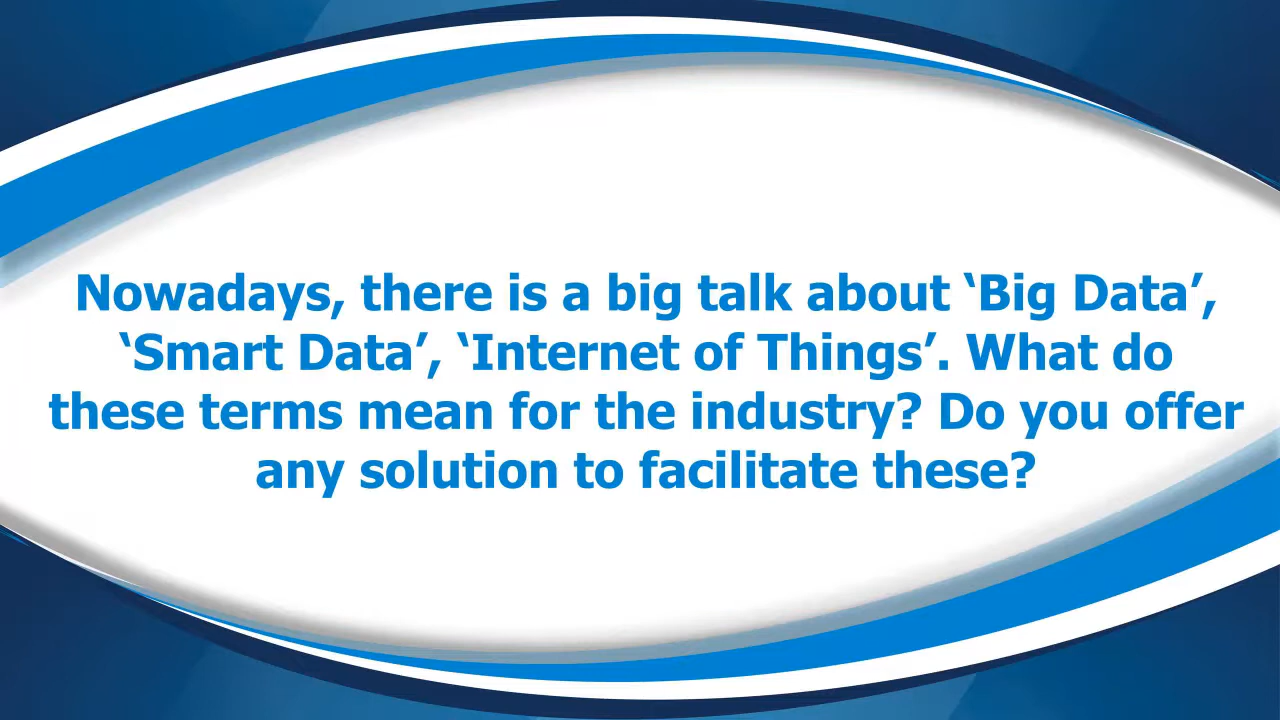 Nowadays, there is a big talk about ‘Big Data’,
‘Smart Data’, ‘Internet of Things’. What do
these terms mean for the industry? Do you offer
any solution to facilitate these?